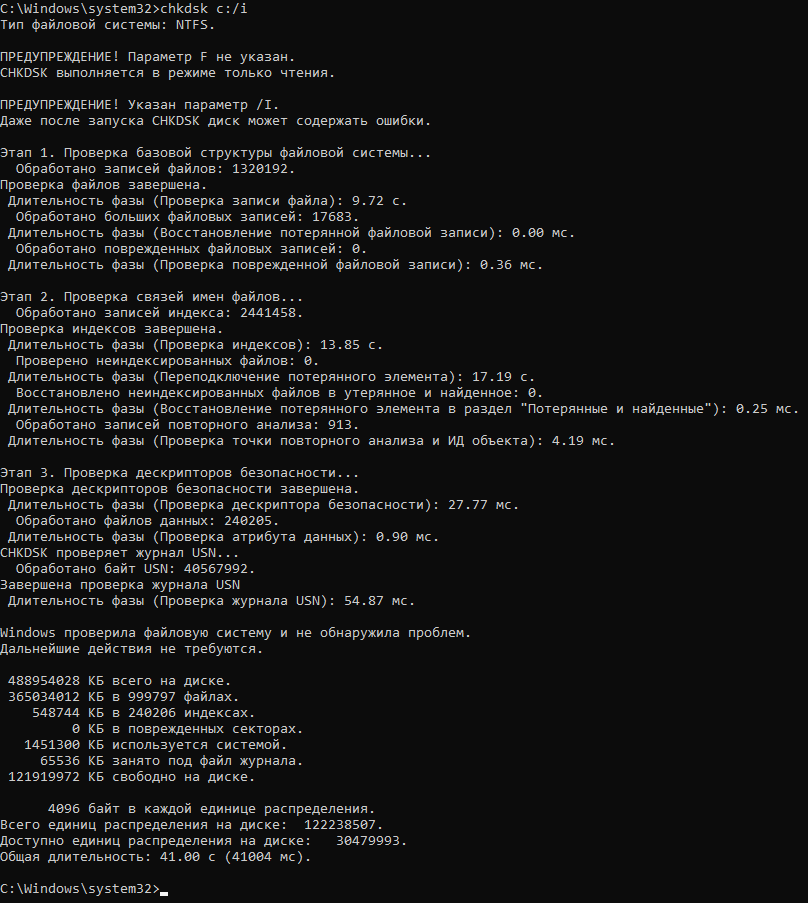 C:\Windows\system32>chkdsk c:/i
Тип файловой системы: NTFS.
ПРЕДУПРЕЖДЕНИЕ! Параметр F не указан.
CHKDSK выполняется в режиме только чтения.
ПРЕДУПРЕЖДЕНИЕ! Указан параметр /I.
Даже после запуска CHKDSK диск может содержать ошибки.
Этап 1. Проверка базовой структуры файловой системы...
Обработано записей файлов: 1320192.
Проверка файлов завершена.
Длительность фазы (Проверка записи файла): 9.72 с.
Обработано больших файловых записей: 17683.
Длительность фазы (Восстановление потерянной файловой записи): 0.00 мс.
Обработано поврежденных файловых записей: 0.
Длительность фазы (Проверка поврежденной файловой записи): 0.36 мс.
Этап 2. Проверка связей имен файлов...
Обработано записей индекса: 2441458.
Проверка индексов завершена.
Длительность фазы (Проверка индексов): 13.85 с.
Проверено неиндексированных файлов: 0.
Длительность фазы (Переподключение потерянного элемента): 17.19 с.
Восстановлено неиндексированных файлов в утерянное и найденное: 0.
Длительность фазы (Восстановление потерянного элемента в раздел "Потерянные и найденные"): 0.25 мс.
Обработано записей повторного анализа: 913.
Длительность фазы (Проверка точки повторного анализа и ИД объекта): 4.19 мс.
Этап 3. Проверка дескрипторов безопасности...
Проверка дескрипторов безопасности завершена.
Длительность фазы (Проверка дескриптора безопасности): 27.77 мс.
Обработано файлов данных: 240205.
Длительность фазы (Проверка атрибута данных): 0.90 мс.
CHKDSK проверяет журнал USN...
Обработано байт USN: 40567992.
Завершена проверка журнала USN
Длительность фазы (Проверка журнала USN): 54.87 мс.
Windows проверила файловую систему и не обнаружила проблем.
Дальнейшие действия не требуются.
488954028 КБ всего на диске.
365034012 КБ в 999797 файлах.
548744 КБ в 240206 индексах.
0 КБ в поврежденных секторах.
1451300 КБ используется системой.
65536 КБ занято под файл журнала.
121919972 КБ свободно на диске.
4096 байт в каждой единице распределения.
Всего единиц распределения на диске: 122238507.
Доступно единиц распределения на диске: 30479993.
Общая длительность: 41.00 с (41004 мс).
C:\Windows\system32>